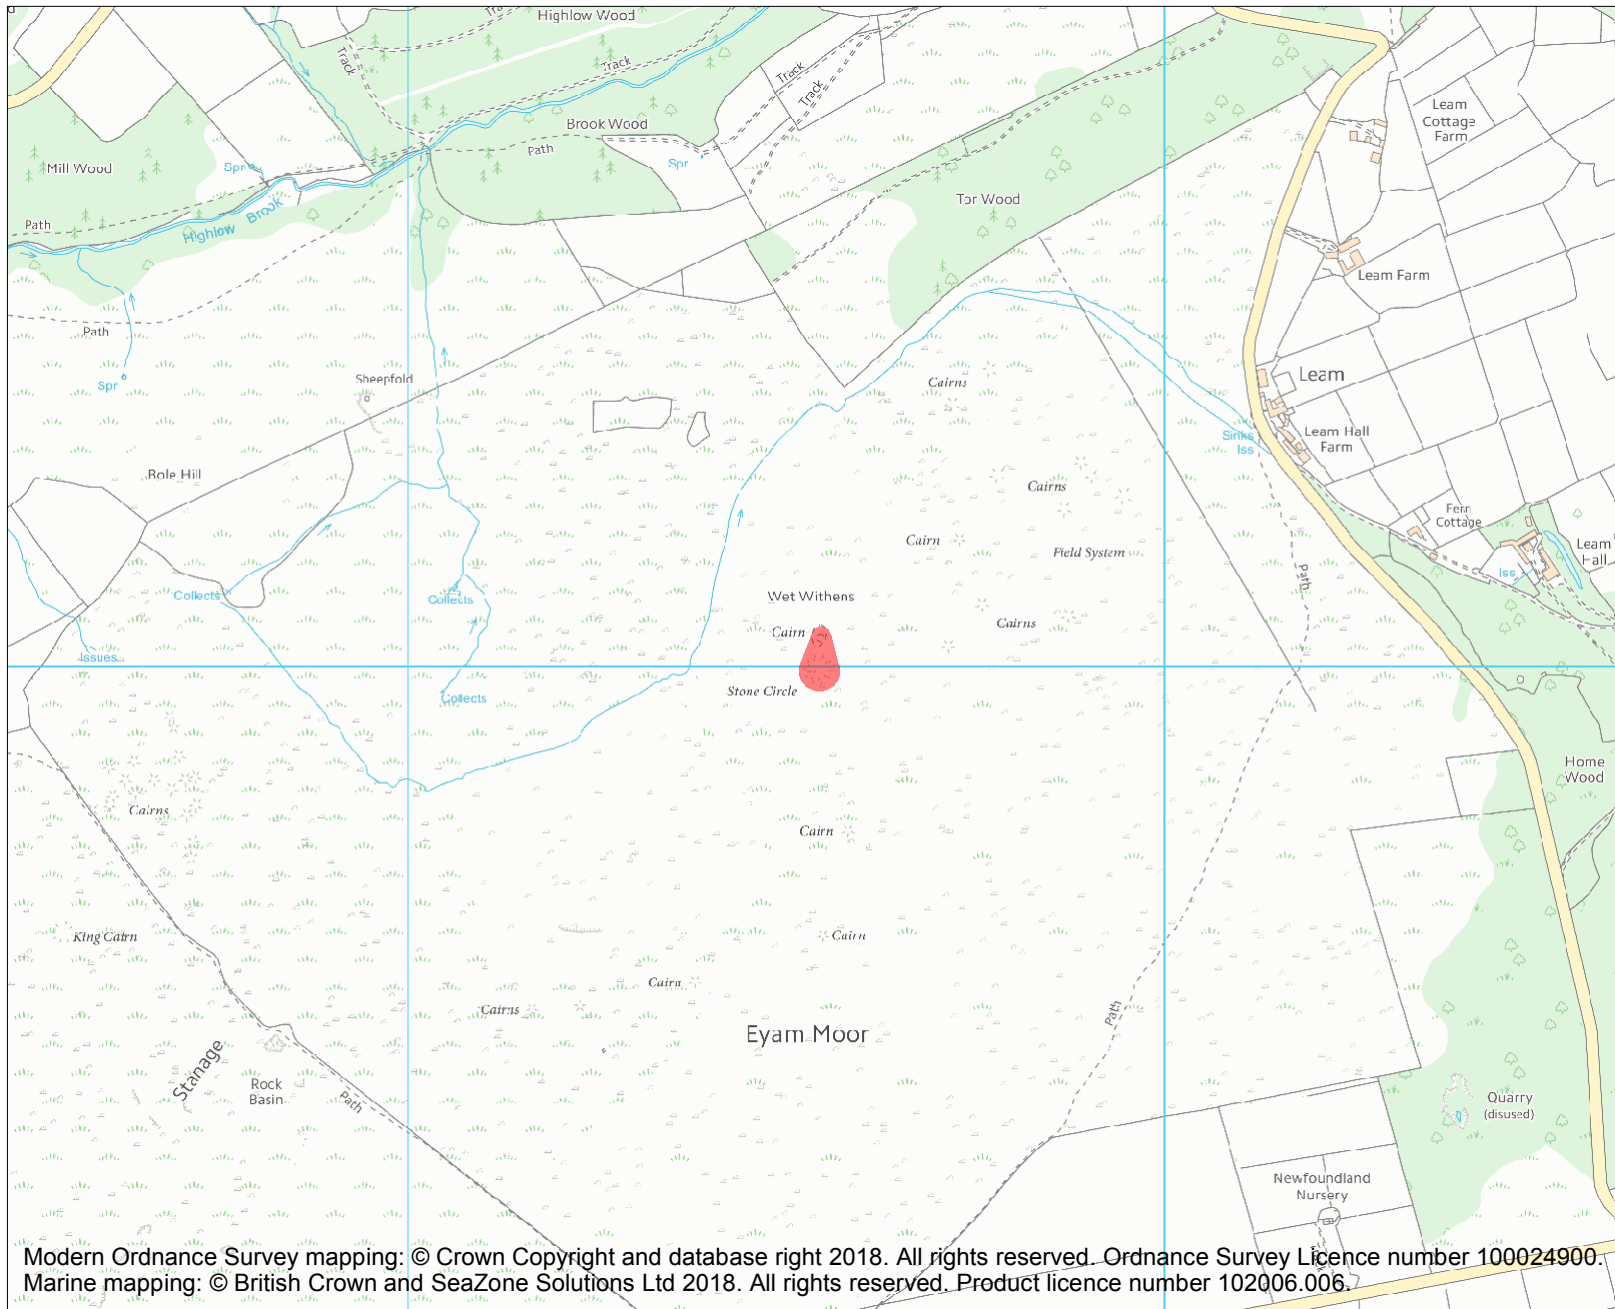 Highlow Wood
Track
Track
Track
Track
Leam
Cottage
Farm
Brook Wood
Path
Spr
Mill Wood
Spr
Tor Wood
Path
Highlow Brook
Leam Farm
Path
Spr
Sheepfold
Cairns
Leam
Sinks
Iss
Leam Hall
Farm
Bole Hill
Cairns
Fern
Cottage
Cairn
Field System
Leam
Hall
Iss
Path
Collects
Collects
Wet Withens
Cairn
Cairns
Issues
Stone Circle
Collects
Home
Wood
Cairns
Cairn
King Cairn
Cairn
Cairn
Cairns
Path
Eyam Moor
Stanage
Rock
Basin
Path
Quarry
(disused)
Newfoundland
Nursery
Modern Ordnance Survey mapping: © Crown Copyright and database right 2018. All rights reserved. Ordnance Survey Licence number 100024900.
Marine mapping: © British Crown and SeaZone Solutions Ltd 2018. All rights reserved. Product licence number 102006.006.